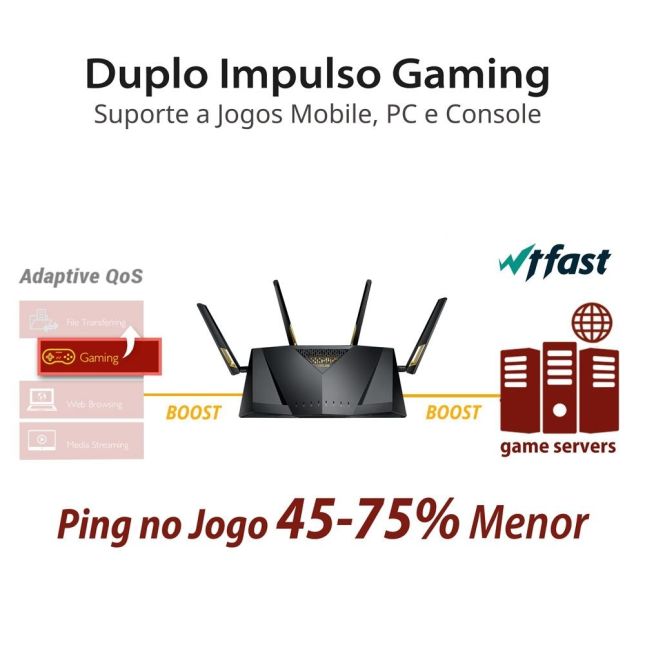 Duplo Impulso Gaming
Suporte a Jogos Mobile, PC e Console
Adaptive QoS
wtfast
File Transferring
Gaming
Web Browsing
Media Streaming
BOOST
BOOST
game servers
Ping no Jogo 45-75% Menor